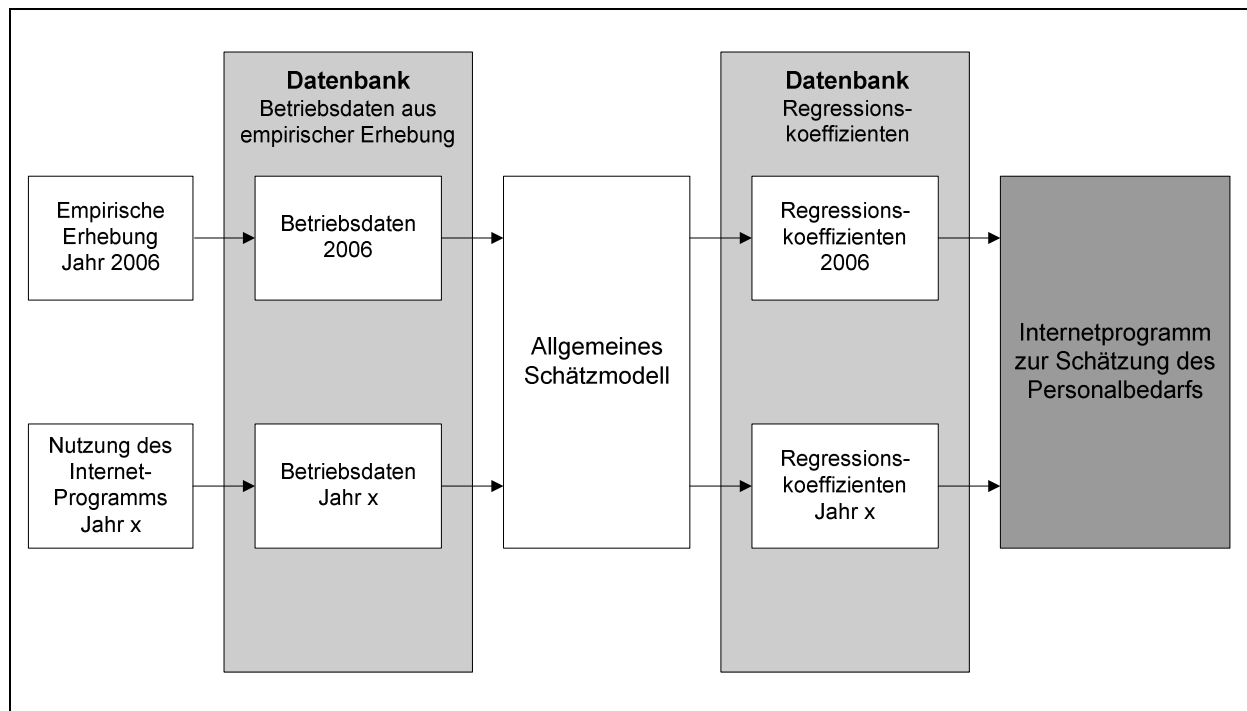 Datenbank
Betriebsdaten aus
empirischer Erhebung
Datenbank
Regressions-
koeffizienten
Empirische
Erhebung
Jahr 2006
Betriebsdaten
2006
Regressions-
koeffizienten
2006
Allgemeines
Schätzmodell
Internetprogramm
zur Schätzung des
Personalbedarfs
Nutzung des
Internet-
Programms
Jahr x
Betriebsdaten
Jahr x
Regressions-
koeffizienten
Jahr x